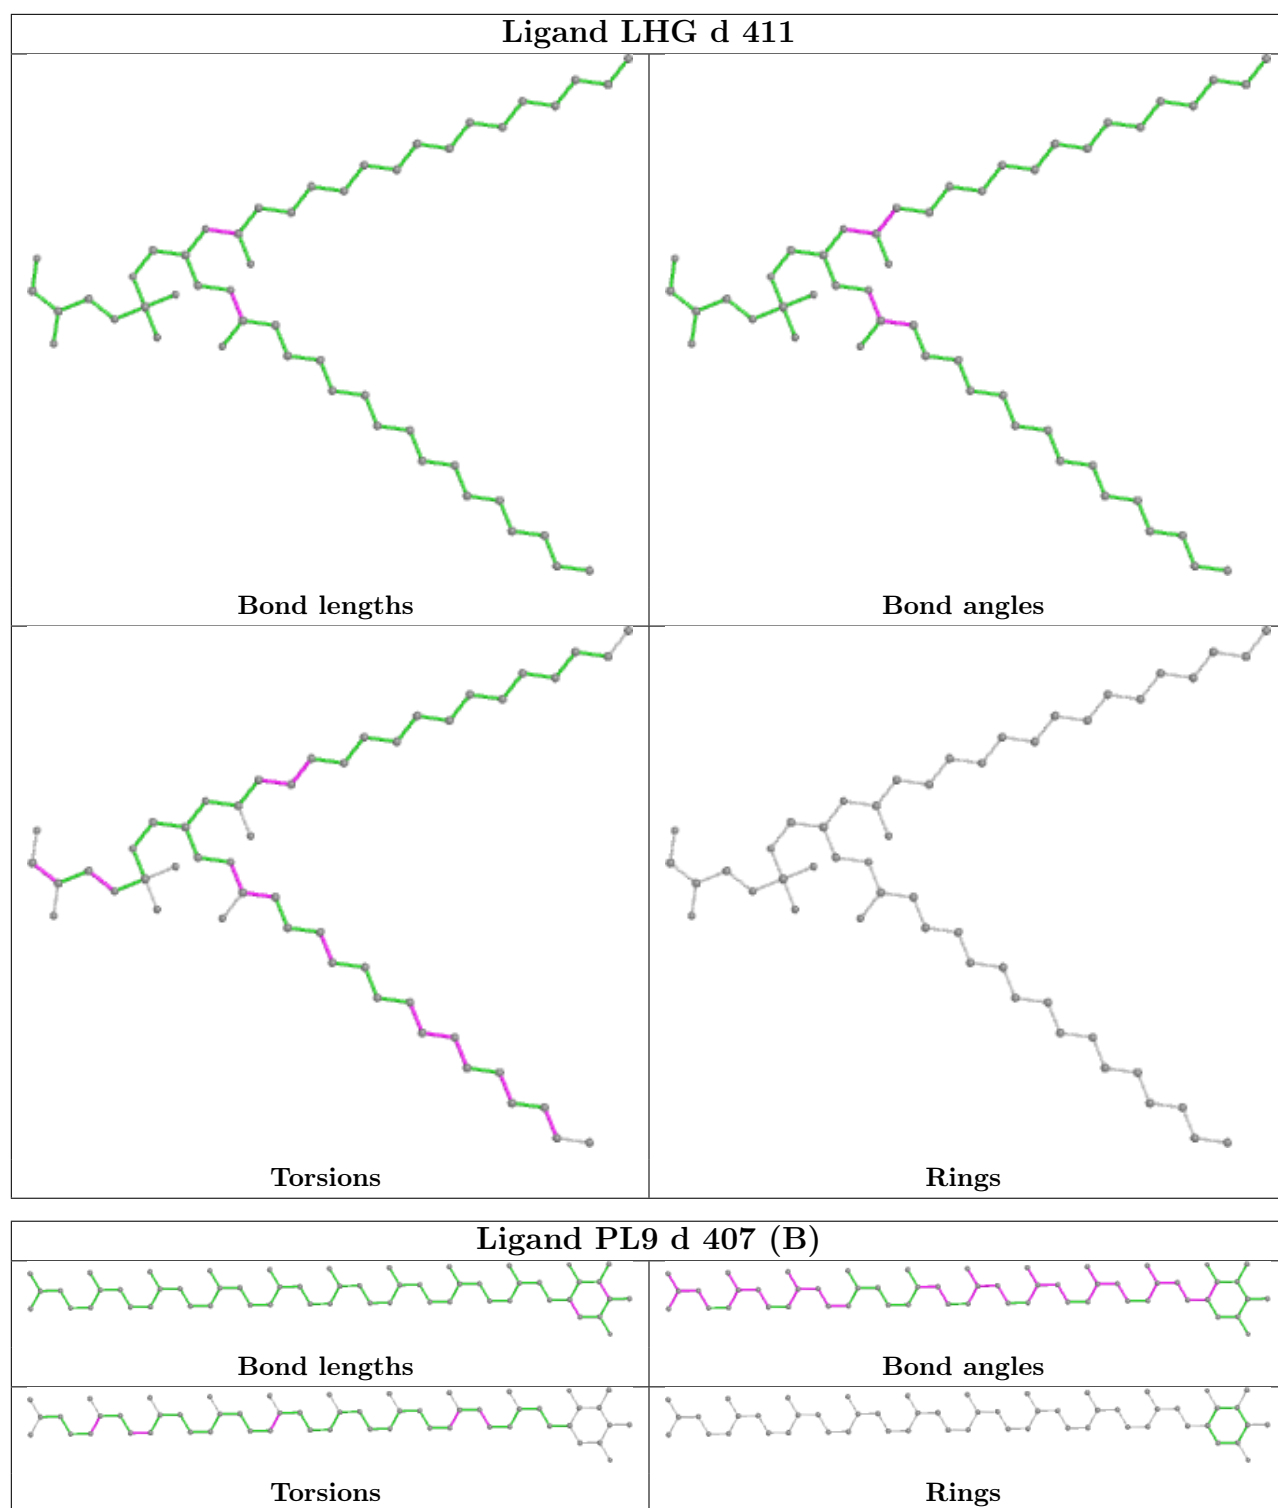 Ligand LHG d 411
Bond lengths
Bond angles
Torsions
Rings
Ligand PL9 d 407 (B)
Bond lengths
Bond angles
Torsions
Rings